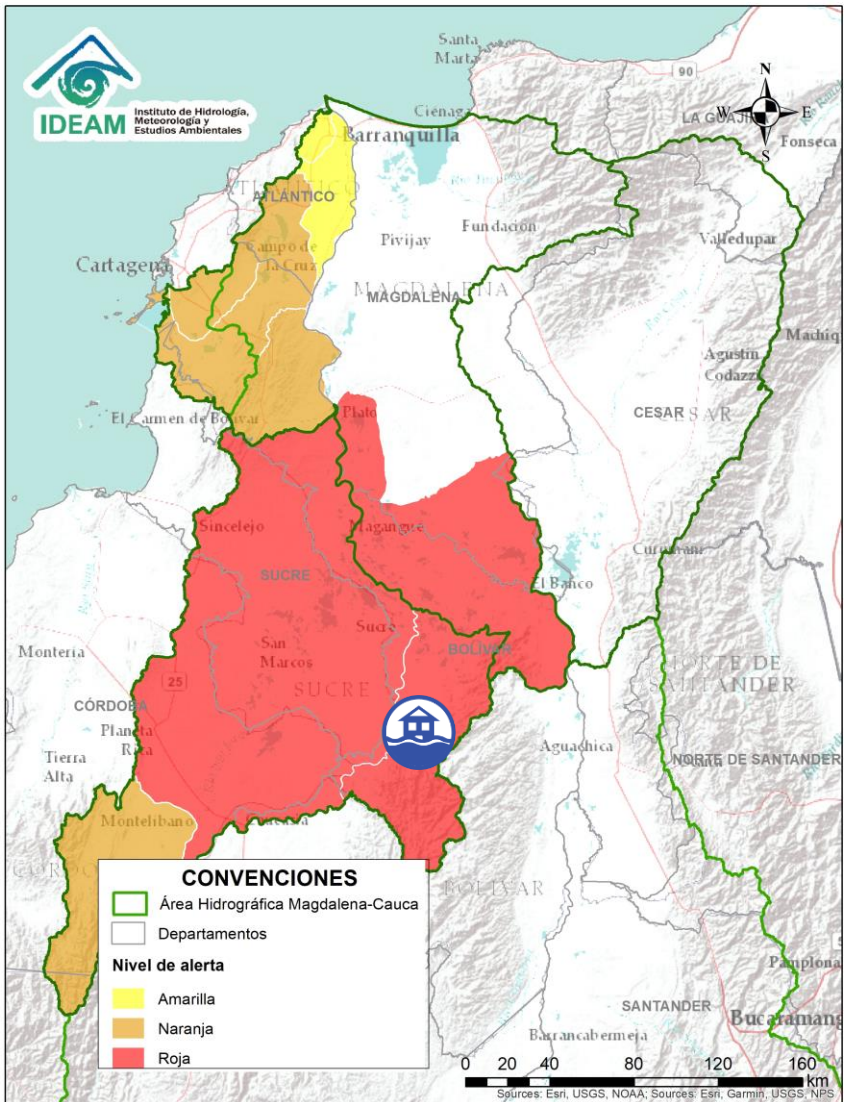 IDEAM
Instituto de Hidrología,
Meteorología y
Estudios Ambientales
Santa
Marta
90
N
W
E
S
LA GUAJIRA
Ciénaga
Barranquilla
Fonseca
ATLÁNTICO
Pivijay
Fundación
Valledupar
Campo de
la Cruz
Cartagena
MAGDALENA
MAGDALENA
Agustín
Codazzi
CESAR
CESAR
El Carmen de Bolívar
Plato
Sincelejo
Magangué
Curumaní
SUCRE
El Banco
Sucre
San
Marcos
BOLÍVAR
Montería
NORTE DE
SANTANDER
SUCRE
25
CÓRDOBA
Planeta
Rica
Aguachica
Tierra
Alta
NORTE DE SANTANDER
Montelibano
BOLÍVAR
CONVENCIONES
Área Hidrográfica Magdalena-Cauca
Departamentos
Nivel de alerta
Amarilla
Naranja
Roja
Pamplona
SANTANDER
Bucaramang
Barrancabermeja
0 20 40 80 120 160
km
Sources: Esri, USGS, NOAA; Sources: Esri, Garmin, USGS, NPS